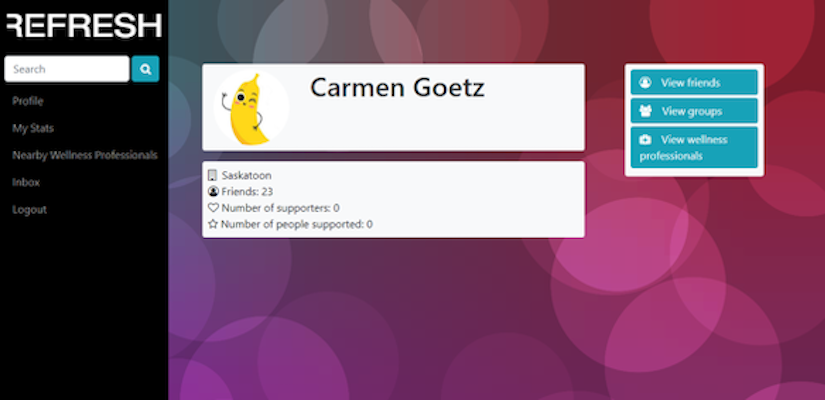 REFRESH
Search
Profile
My Stats
Nearby Wellness Professionals
Inbox
Logout
Carmen Goetz
Saskatoon
Friends: 23
Number of supporters: 0
Number of people supported: 0
View friends
View groups
View wellness
professionals